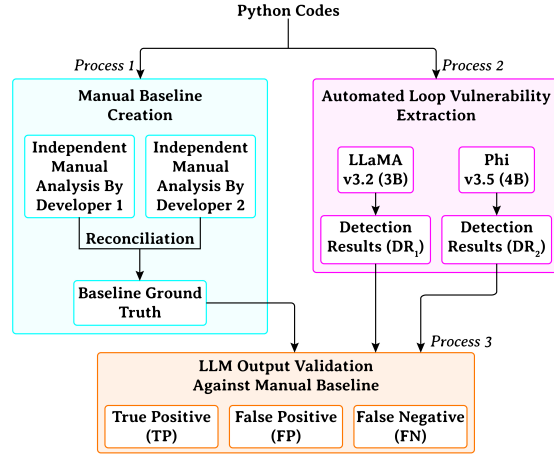 Python Codes
Process 1
Process 2
Manual Baseline
Creation
Independent
Manual
Analysis By
Developer 1
Independent
Manual
Analysis By
Developer 2
Reconciliation
Baseline Ground
Truth
Automated Loop Vulnerability
Extraction
LLaMA
v3.2 (3B)
Phi
v3.5 (4B)
Detection
Results (DR₁)
Detection
Results (DR₂)
Process 3
LLM Output Validation
Against Manual Baseline
True Positive
(TP)
False Positive
(FP)
False Negative
(FN)